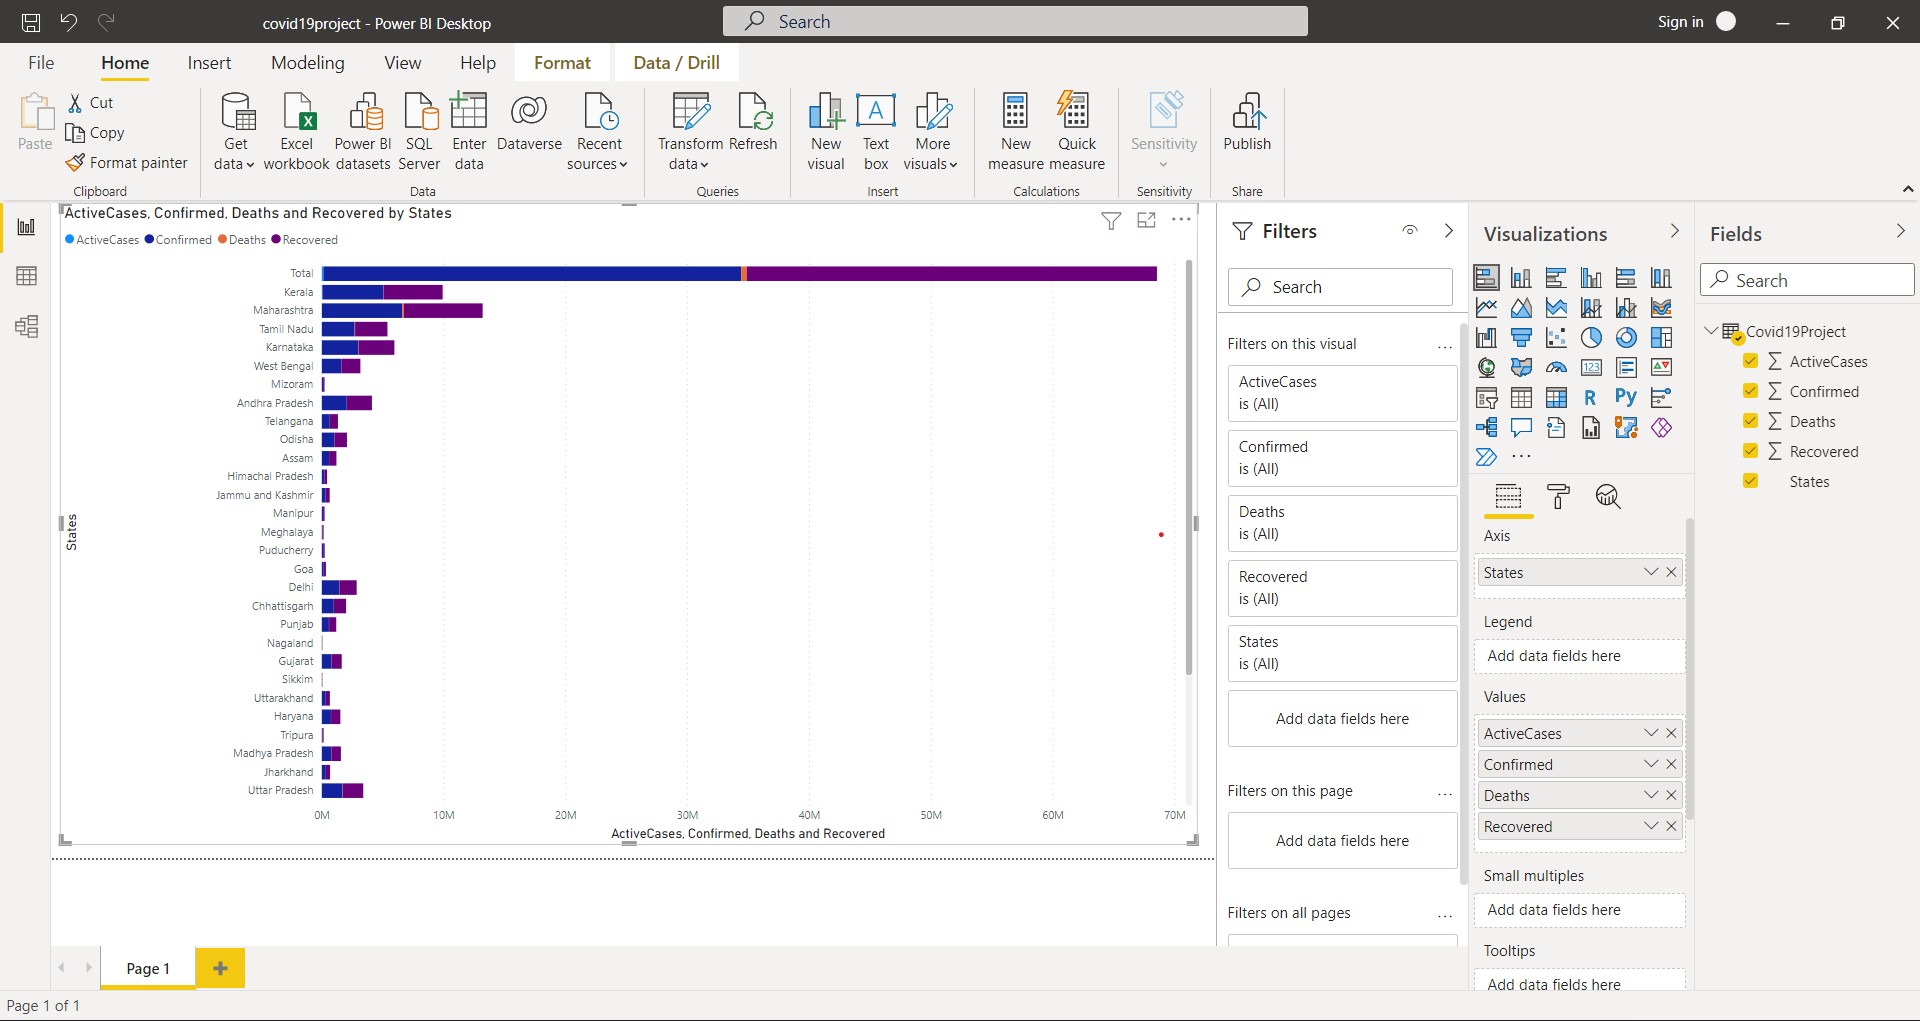 covid19project - Power BI Desktop
Search
Sign in
File
Home
Insert
Modeling
View
Help
Format
Data / Drill
Paste
Cut
Copy
Format painter
Clipboard
Get data
Excel workbook
Power BI datasets
SQL Server
Enter data
Dataverse
Recent sources
Data
Transform data
Refresh
Queries
New visual
Text box
More visuals
Insert
New measure
Quick measure
Calculations
Sensitivity
Sensitivity
Publish
Share
ActiveCases, Confirmed, Deaths and Recovered by States
ActiveCases Confirmed Deaths Recovered
States
Total
Kerala
Maharashtra
Tamil Nadu
Karnataka
West Bengal
Mizoram
Andhra Pradesh
Telangana
Odisha
Assam
Himachal Pradesh
Jammu and Kashmir
Manipur
Meghalaya
Puducherry
Goa
Delhi
Chhattisgarh
Punjab
Nagaland
Gujarat
Sikkim
Uttarakhand
Haryana
Tripura
Madhya Pradesh
Jharkhand
Uttar Pradesh
0M 10M 20M 30M 40M 50M 60M 70M
ActiveCases, Confirmed, Deaths and Recovered
Page 1
Page 1 of 1
Filters
Search
Filters on this visual
ActiveCases
is (All)
Confirmed
is (All)
Deaths
is (All)
Recovered
is (All)
States
is (All)
Add data fields here
Filters on this page
Add data fields here
Filters on all pages
Visualizations
123
R
Py
Axis
States
Legend
Add data fields here
Values
ActiveCases
Confirmed
Deaths
Recovered
Small multiples
Add data fields here
Tooltips
Add data fields here
Fields
Search
Covid19Project
ActiveCases
Confirmed
Deaths
Recovered
States